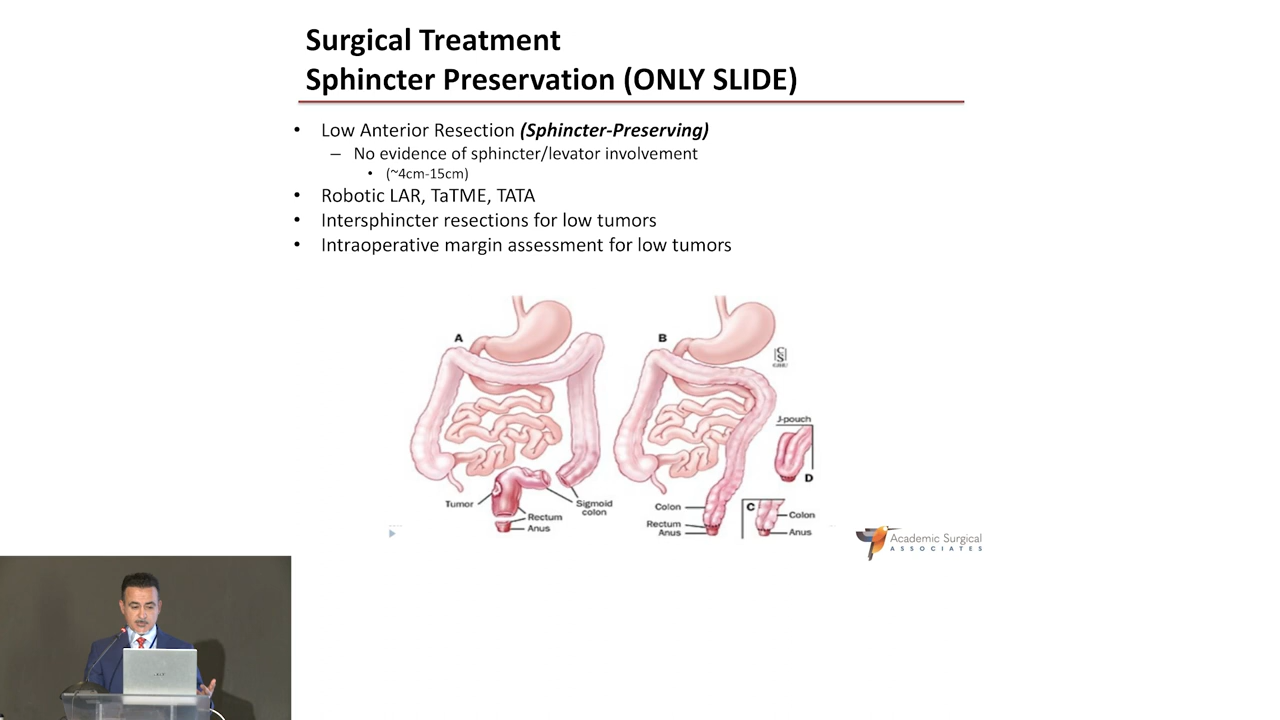 Surgical Treatment
Sphincter Preservation (ONLY SLIDE)
• Low Anterior Resection (Sphincter-Preserving)
– No evidence of sphincter/levator involvement
• (~4cm-15cm)
• Robotic LAR, TaTME, TATA
• Intersphincter resections for low tumors
• Intraoperative margin assessment for low tumors
A
B
J-pouch
D
Tumor
Sigmoid
colon
Rectum
Anus
Colon
Rectum
Anus
C
Colon
Anus
Academic Surgical
ASSOCIATES